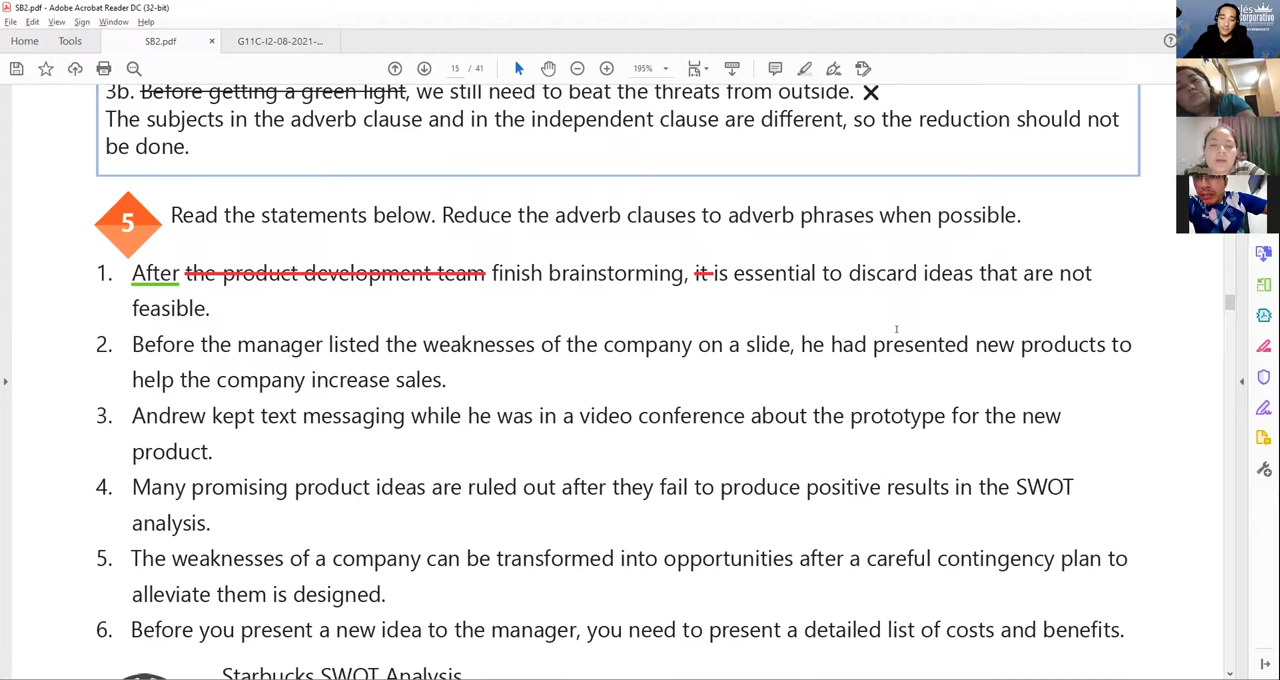 SB2.pdf - Adobe Acrobat Reader DC (32-bit)
File Edit View Sign Window Help
Home Tools SB2.pdf × G11C-I2-08-2021-...
15 / 41 195%
3b. Before getting a green light, we still need to beat the threats from outside. ✕
The subjects in the adverb clause and in the independent clause are different, so the reduction should not
be done.
5 Read the statements below. Reduce the adverb clauses to adverb phrases when possible.
1. After the product development team finish brainstorming, it is essential to discard ideas that are not
feasible.
2. Before the manager listed the weaknesses of the company on a slide, he had presented new products to
help the company increase sales.
3. Andrew kept text messaging while he was in a video conference about the prototype for the new
product.
4. Many promising product ideas are ruled out after they fail to produce positive results in the SWOT
analysis.
5. The weaknesses of a company can be transformed into opportunities after a careful contingency plan to
alleviate them is designed.
6. Before you present a new idea to the manager, you need to present a detailed list of costs and benefits.
Starbucks SWOT Analysis